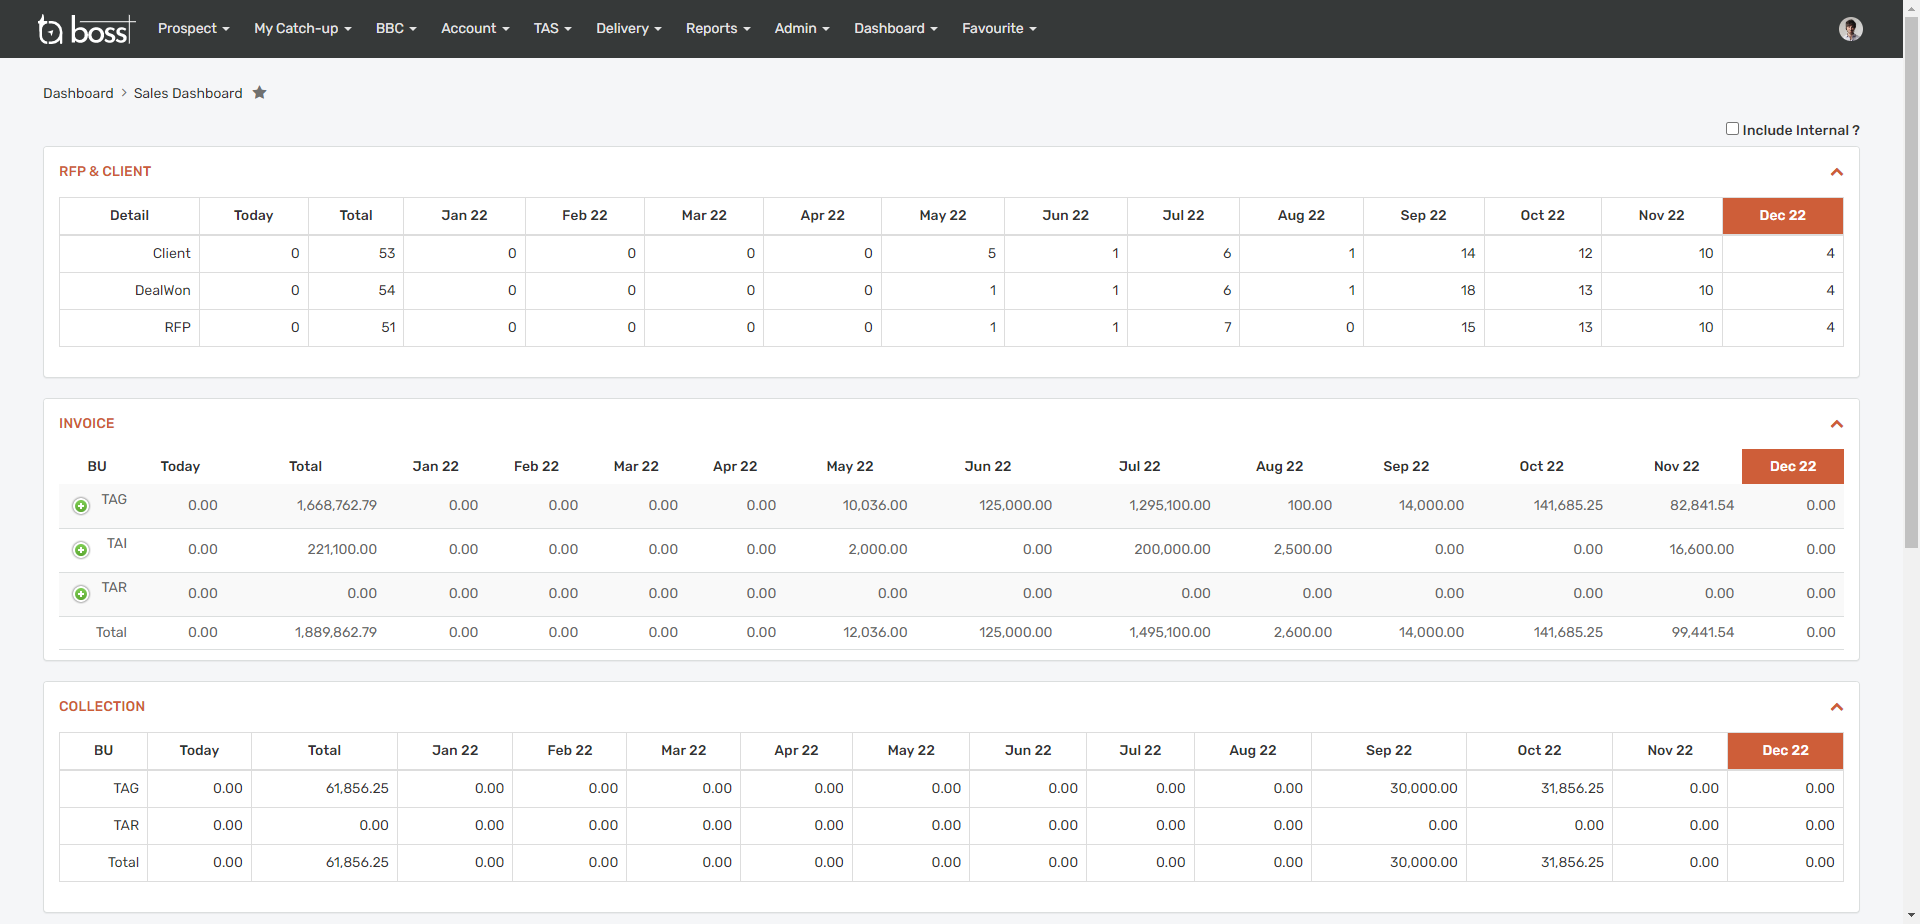 ta boss
Prospect My Catch-up BBC Account TAS Delivery Reports Admin Dashboard Favourite
Dashboard > Sales Dashboard
Include Internal ?
RFP & CLIENT
Detail Today Total Jan 22 Feb 22 Mar 22 Apr 22 May 22 Jun 22 Jul 22 Aug 22 Sep 22 Oct 22 Nov 22 Dec 22
Client 0 53 0 0 0 0 5 1 6 1 14 12 10 4
DealWon 0 54 0 0 0 0 1 1 6 1 18 13 10 4
RFP 0 51 0 0 0 0 1 1 7 0 15 13 10 4
INVOICE
BU Today Total Jan 22 Feb 22 Mar 22 Apr 22 May 22 Jun 22 Jul 22 Aug 22 Sep 22 Oct 22 Nov 22 Dec 22
TAG 0.00 1,668,762.79 0.00 0.00 0.00 0.00 10,036.00 125,000.00 1,295,100.00 100.00 14,000.00 141,685.25 82,841.54 0.00
TAI 0.00 221,100.00 0.00 0.00 0.00 0.00 2,000.00 0.00 200,000.00 2,500.00 0.00 0.00 16,600.00 0.00
TAR 0.00 0.00 0.00 0.00 0.00 0.00 0.00 0.00 0.00 0.00 0.00 0.00 0.00 0.00
Total 0.00 1,889,862.79 0.00 0.00 0.00 0.00 12,036.00 125,000.00 1,495,100.00 2,600.00 14,000.00 141,685.25 99,441.54 0.00
COLLECTION
BU Today Total Jan 22 Feb 22 Mar 22 Apr 22 May 22 Jun 22 Jul 22 Aug 22 Sep 22 Oct 22 Nov 22 Dec 22
TAG 0.00 61,856.25 0.00 0.00 0.00 0.00 0.00 0.00 0.00 0.00 30,000.00 31,856.25 0.00 0.00
TAR 0.00 0.00 0.00 0.00 0.00 0.00 0.00 0.00 0.00 0.00 0.00 0.00 0.00 0.00
Total 0.00 61,856.25 0.00 0.00 0.00 0.00 0.00 0.00 0.00 0.00 30,000.00 31,856.25 0.00 0.00